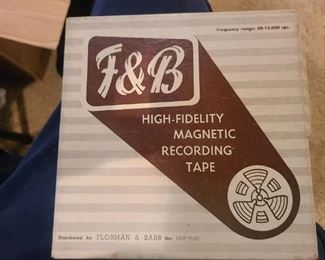 Frequency range: 50-15,000 cps.
F&B
HIGH-FIDELITY
MAGNETIC
RECORDING
TAPE
Distributed by FLORMAN & BABB Inc. NEW YORK